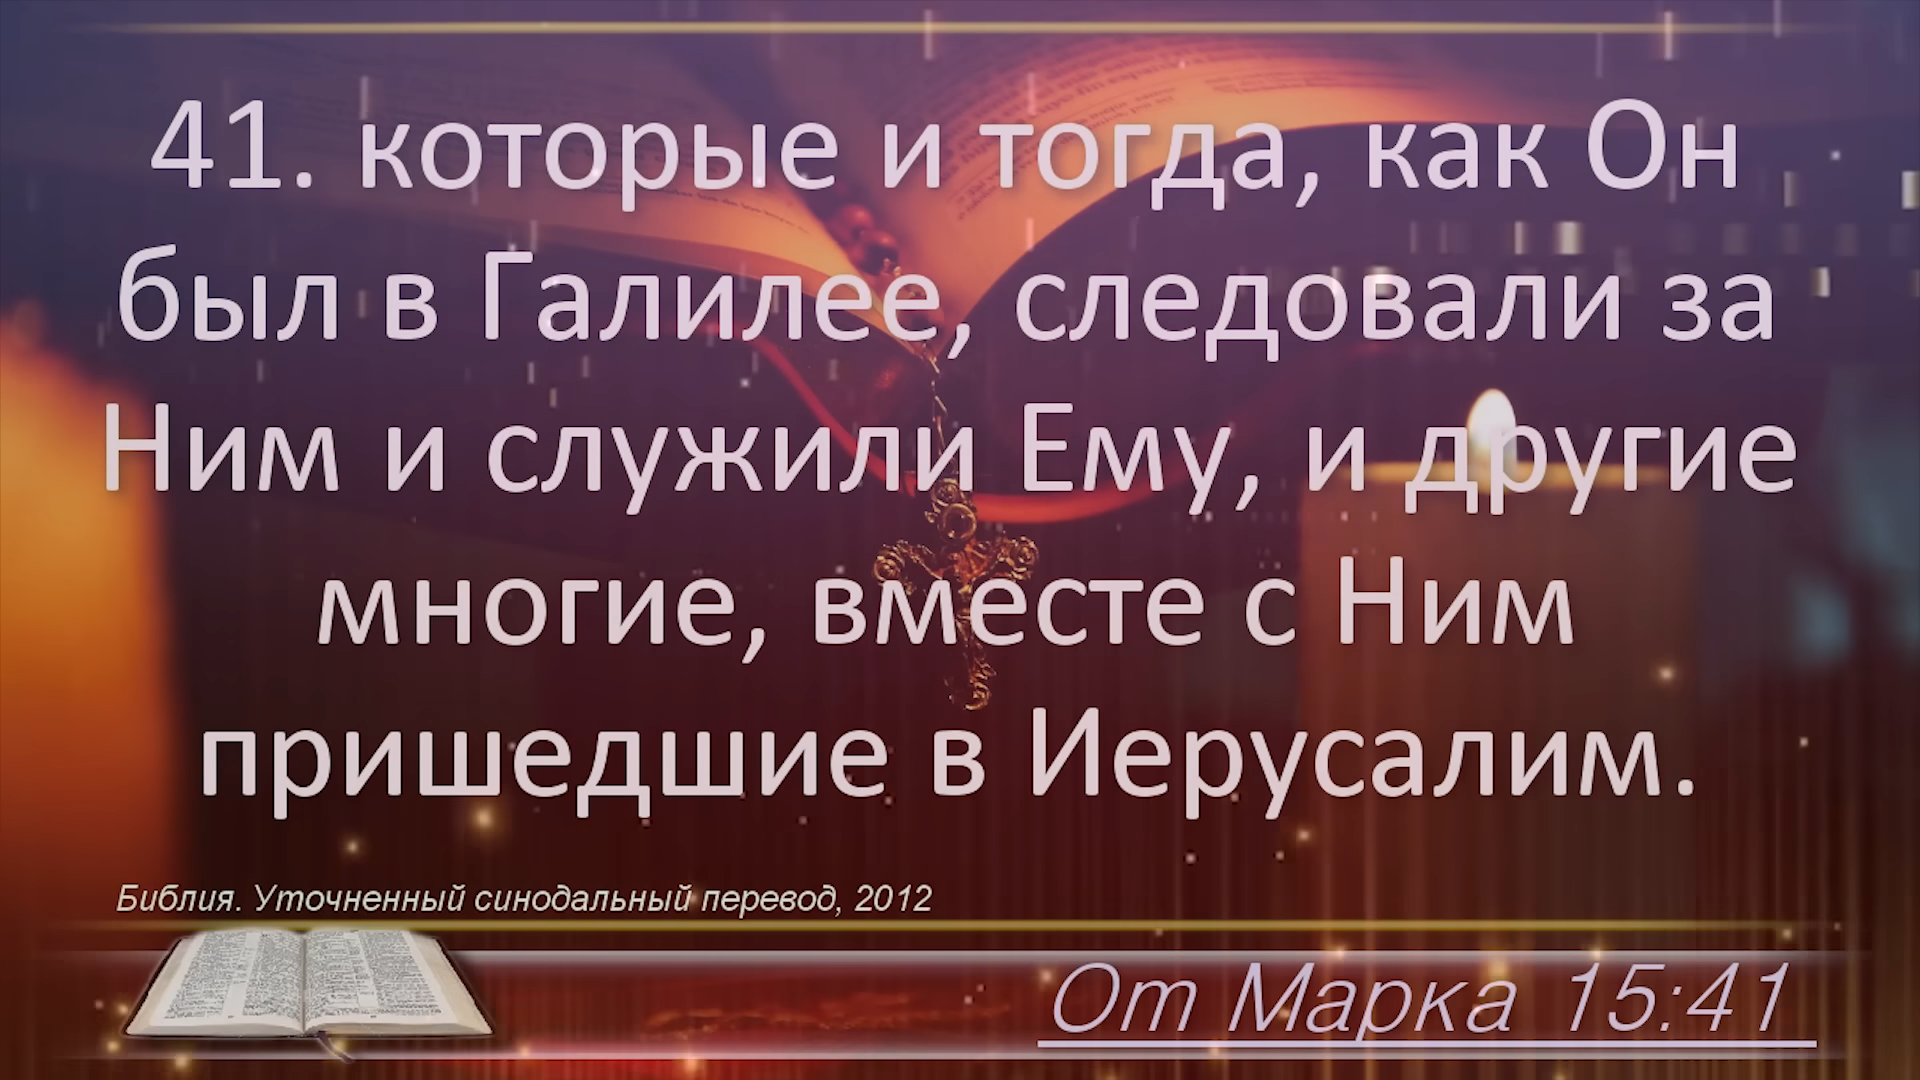 41. которые и тогда, как Он
был в Галилее, следовали за
Ним и служили Ему, и другие
многие, вместе с Ним
пришедшие в Иерусалим.
Библия. Уточненный синодальный перевод, 2012
От Марка 15:41